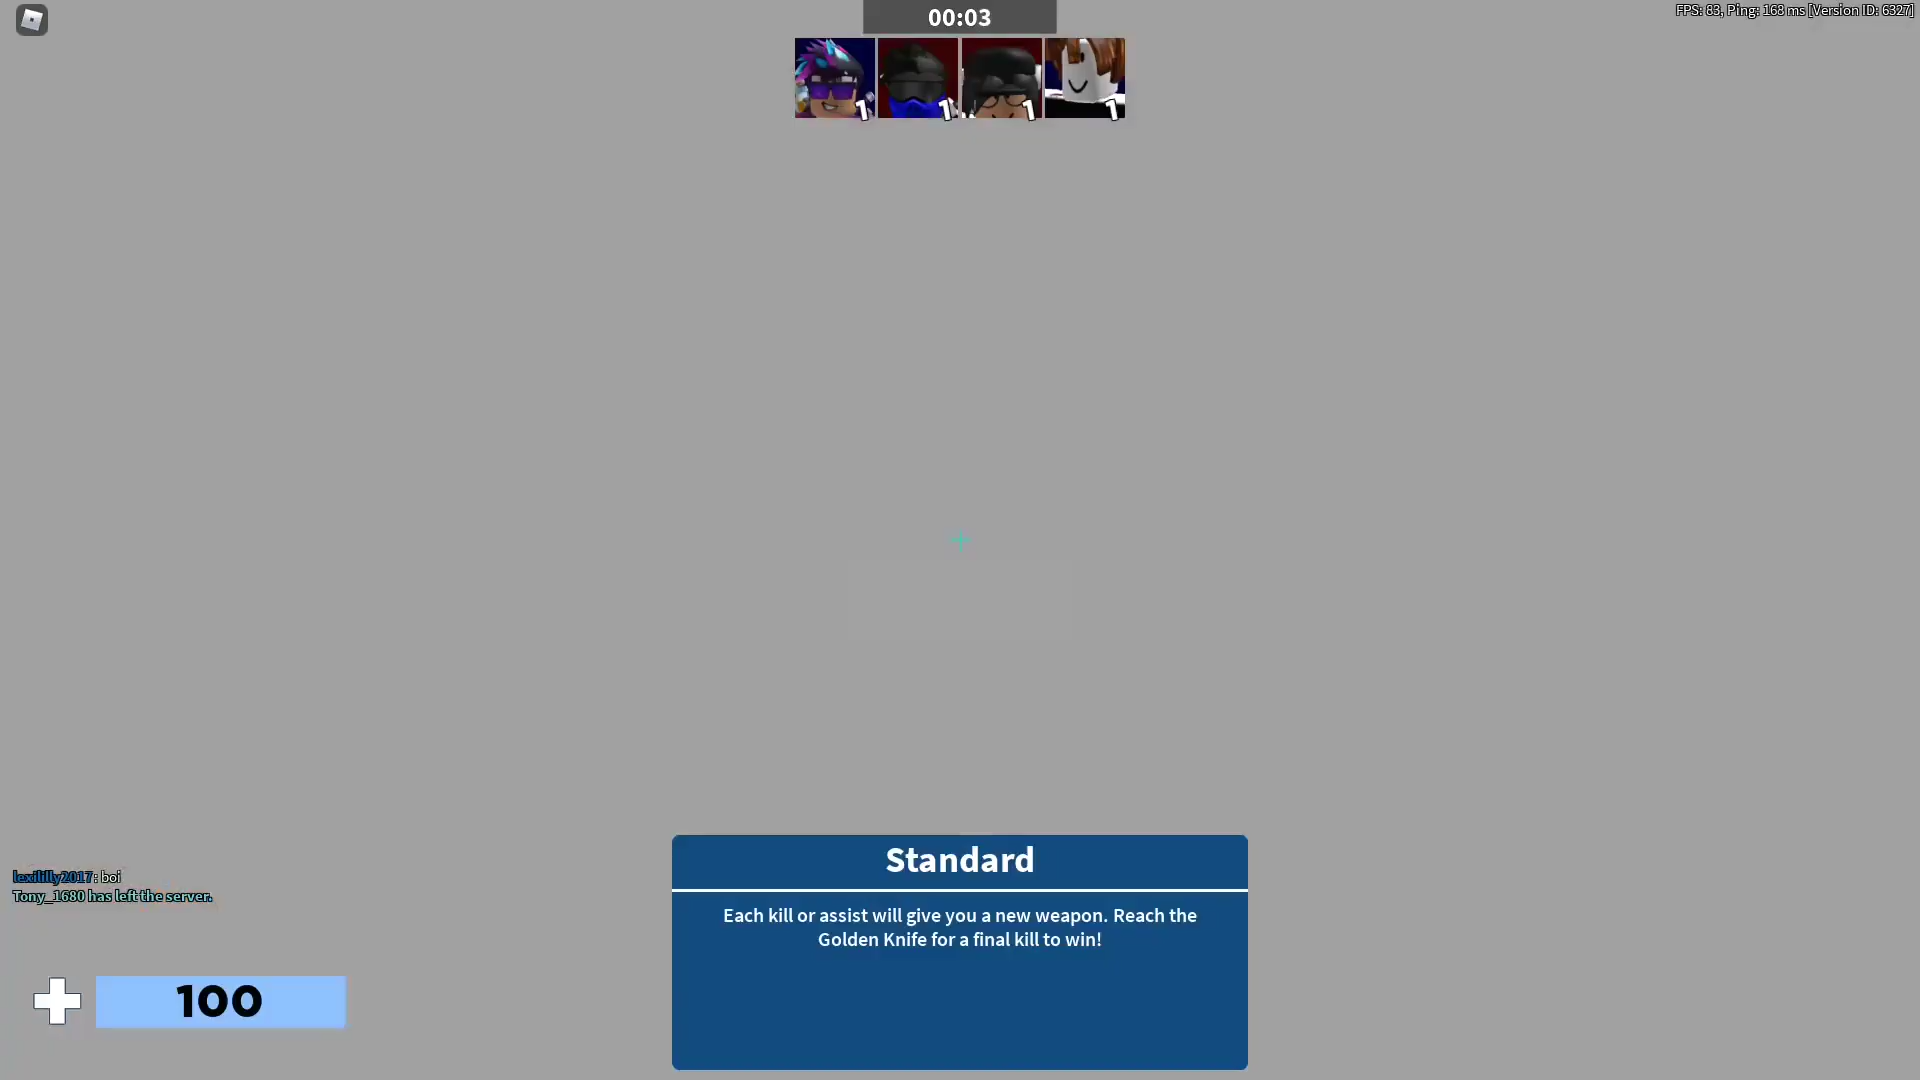 00:03
FPS: 83, Ping: 168 ms [Version ID: 6327]
1 1 1 1
Standard
Each kill or assist will give you a new weapon. Reach the
Golden Knife for a final kill to win!
lexililly2017: boi
Tony_1680 has left the server.
100